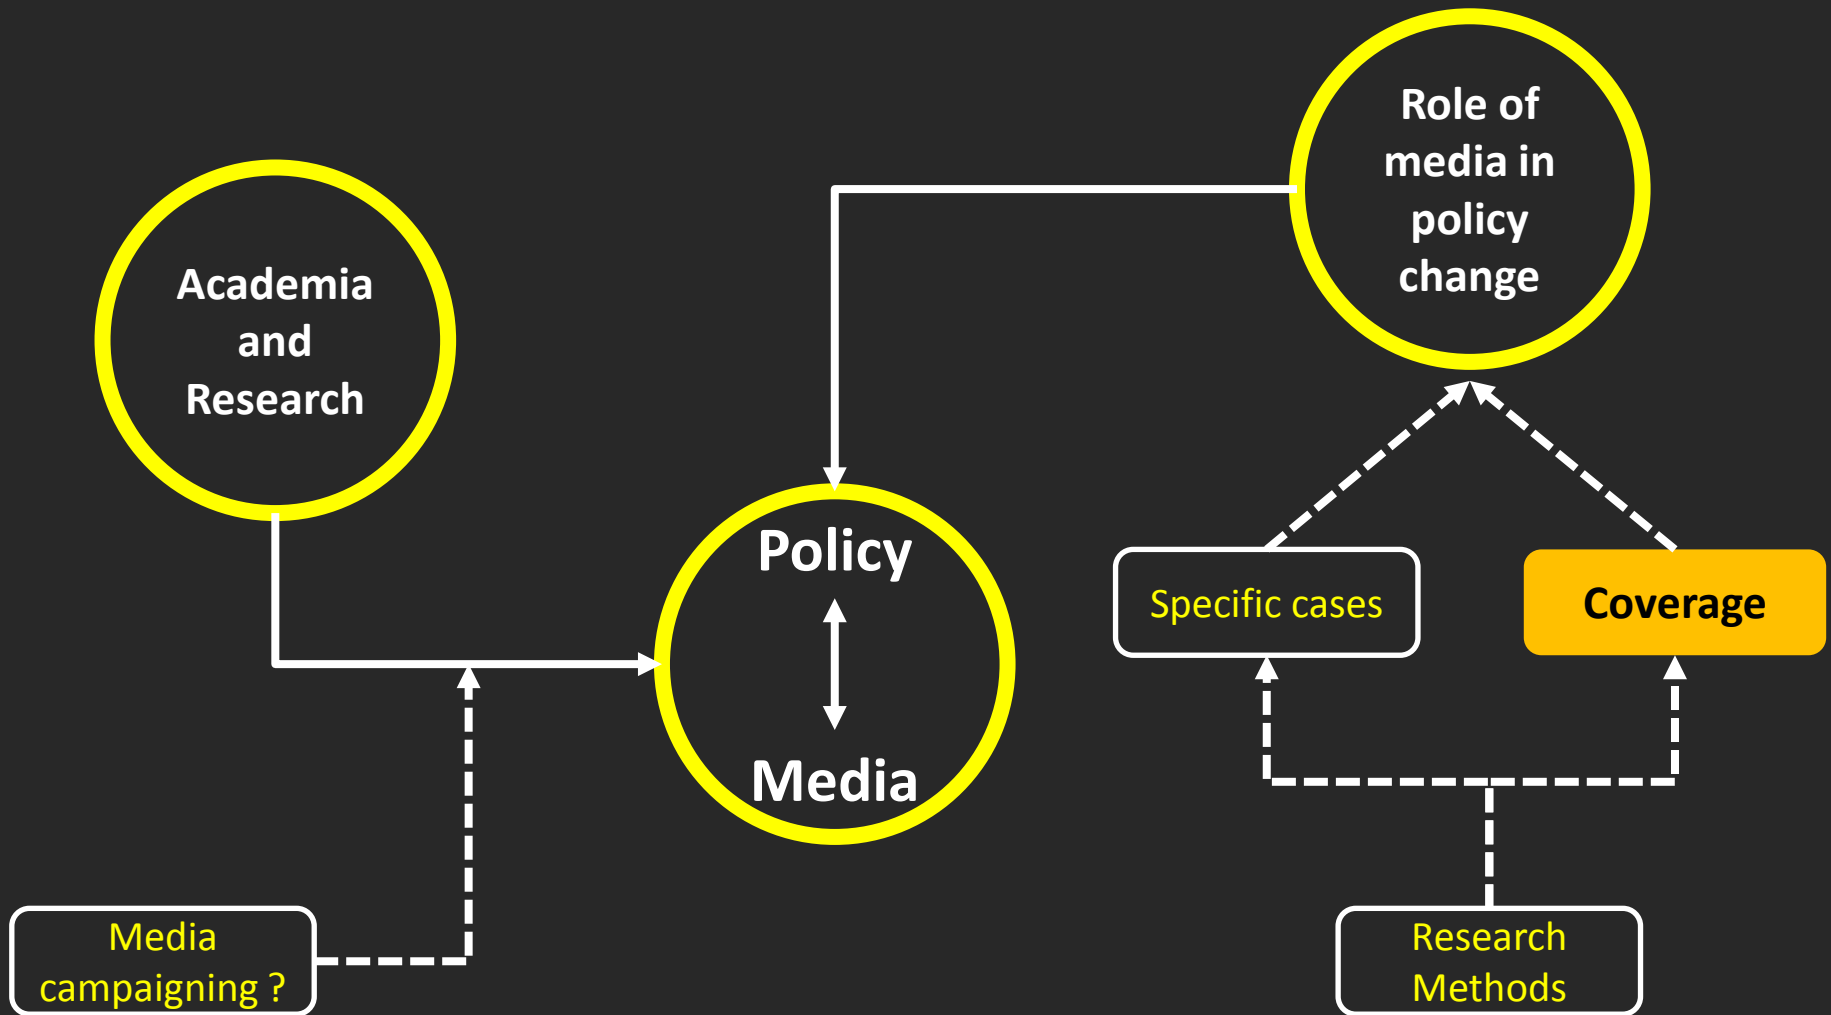 Academia
and
Research
Role of
media in
policy
change
Policy
Media
Specific cases
Coverage
Media
campaigning ?
Research
Methods